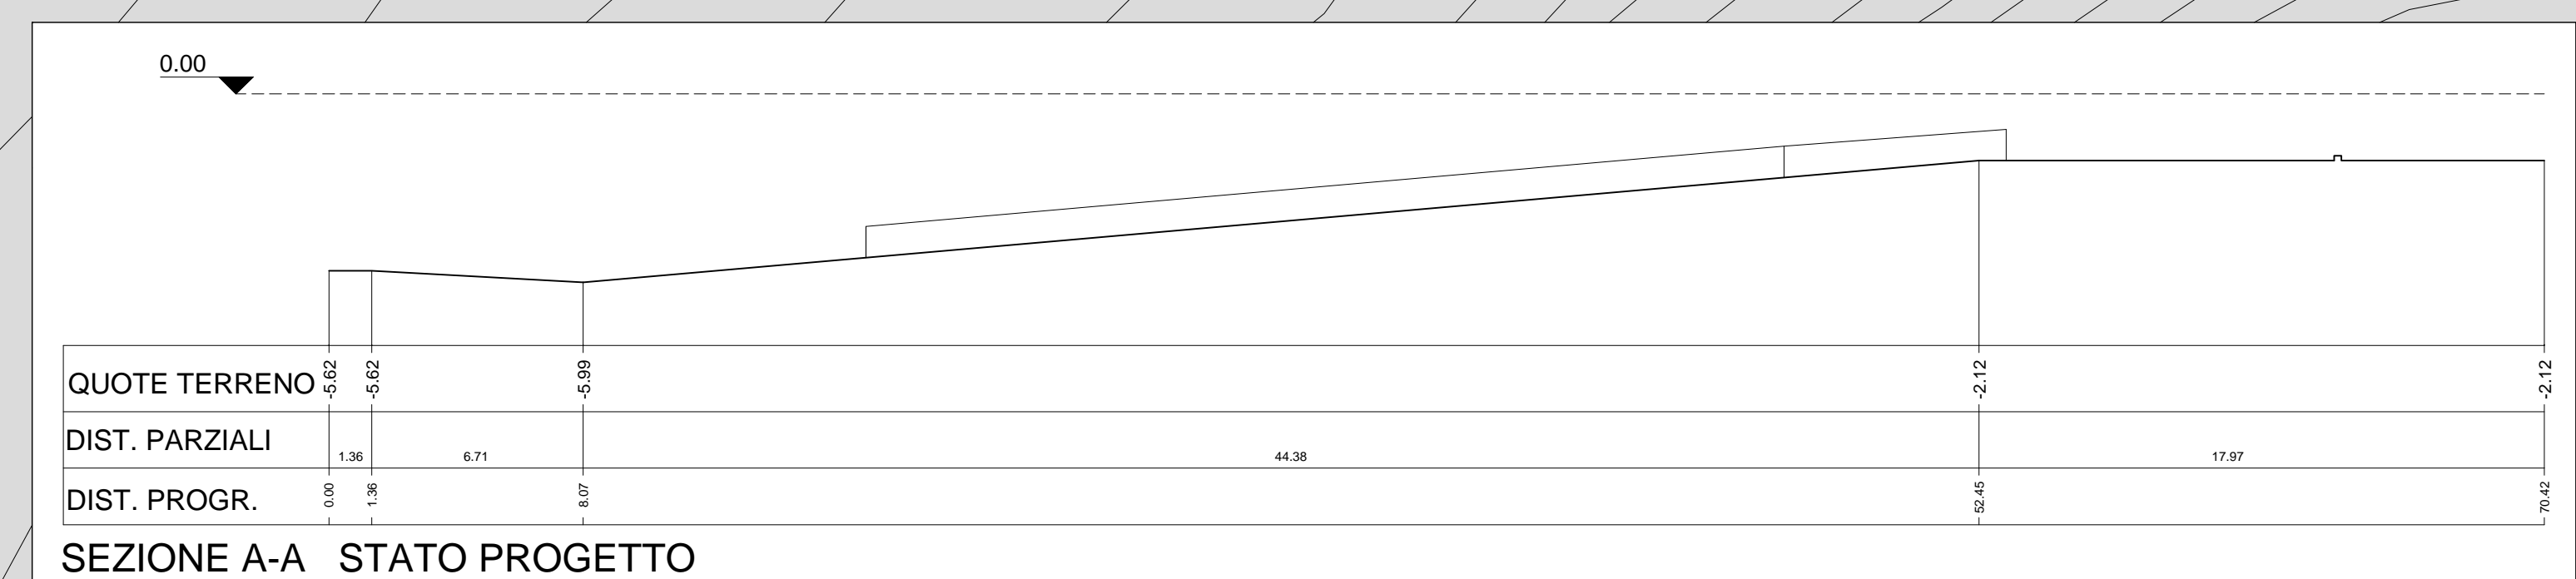 0.00
QUOTE TERRENO -5.62 -5.62 -5.99 -2.12 -2.12
DIST. PARZIALI 1.36 6.71 44.38 17.97
DIST. PROGR. 0.00 1.36 8.07 52.45 70.42
SEZIONE A-A STATO PROGETTO